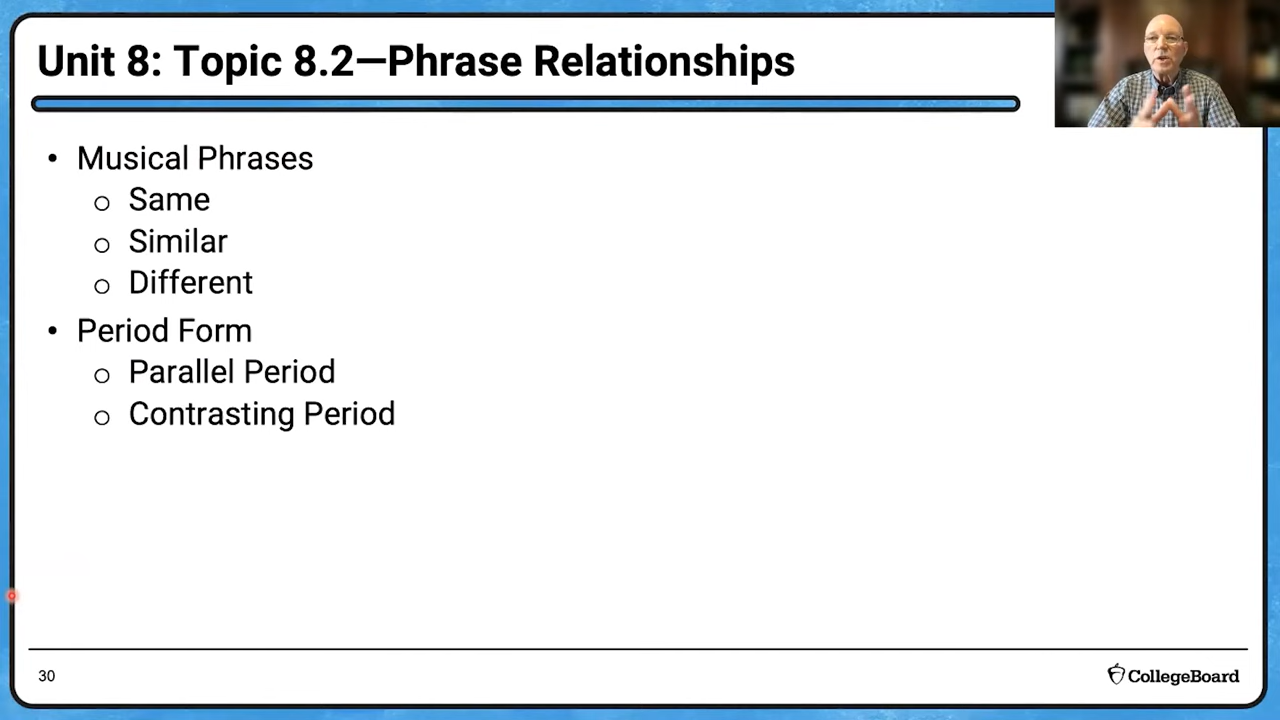 Unit 8: Topic 8.2—Phrase Relationships
• Musical Phrases
o Same
o Similar
o Different
• Period Form
o Parallel Period
o Contrasting Period
30
CollegeBoard